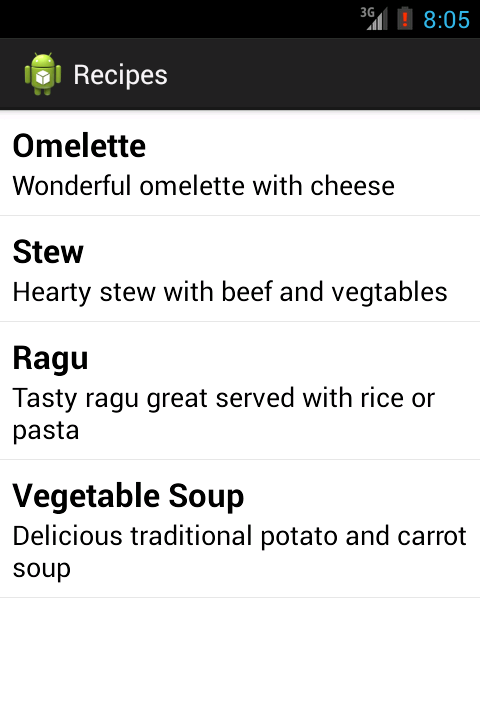 3G
8:05
Recipes
Omelette
Wonderful omelette with cheese
Stew
Hearty stew with beef and vegtables
Ragu
Tasty ragu great served with rice or
pasta
Vegetable Soup
Delicious traditional potato and carrot
soup